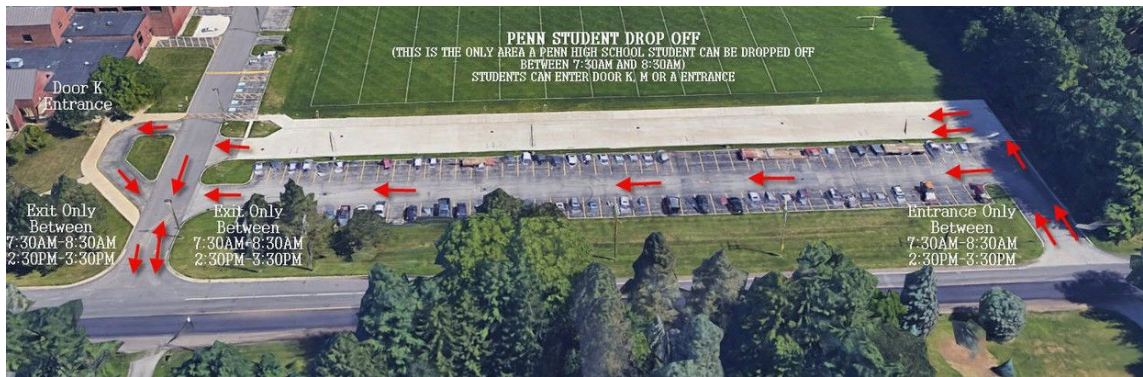 PENN STUDENT DROP OFF
(THIS IS THE ONLY AREA A PENN HIGH SCHOOL STUDENT CAN BE DROPPED OFF
BETWEEN 7:30AM AND 8:30AM)
STUDENTS CAN ENTER DOOR K, M OR A ENTRANCE
Door K
Entrance
Exit Only
Between
7:30AM-8:30AM
2:30PM-3:30PM
Exit Only
Between
7:30AM-8:30AM
2:30PM-3:30PM
Entrance Only
Between
7:30AM-8:30AM
2:30PM-3:30PM